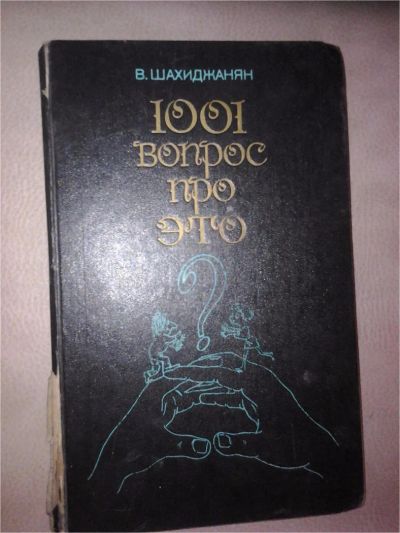 В. ШАХИДЖАНЯН
1001
ВОПРОС
ПРО
ЭТО
?